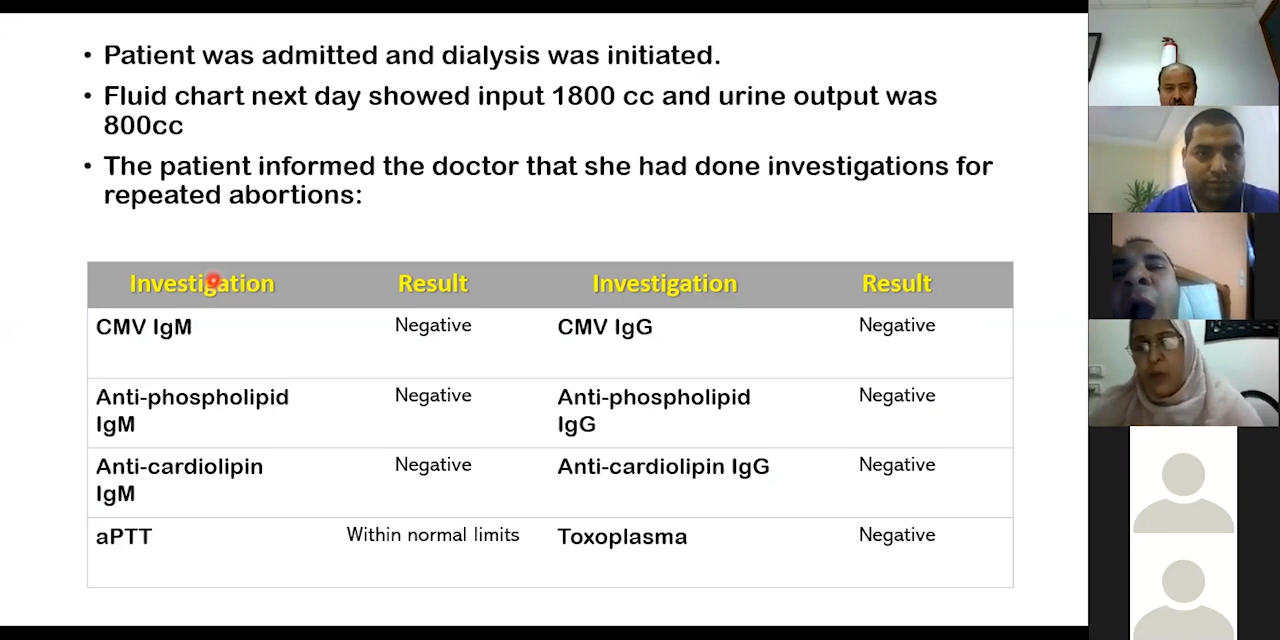 • Patient was admitted and dialysis was initiated.
• Fluid chart next day showed input 1800 cc and urine output was
800cc
• The patient informed the doctor that she had done investigations for
repeated abortions:
Investigation Result Investigation Result
CMV IgM Negative CMV IgG Negative
Anti-phospholipid Negative Anti-phospholipid Negative
IgM IgG
Anti-cardiolipin Negative Anti-cardiolipin IgG Negative
IgM
aPTT Within normal limits Toxoplasma Negative